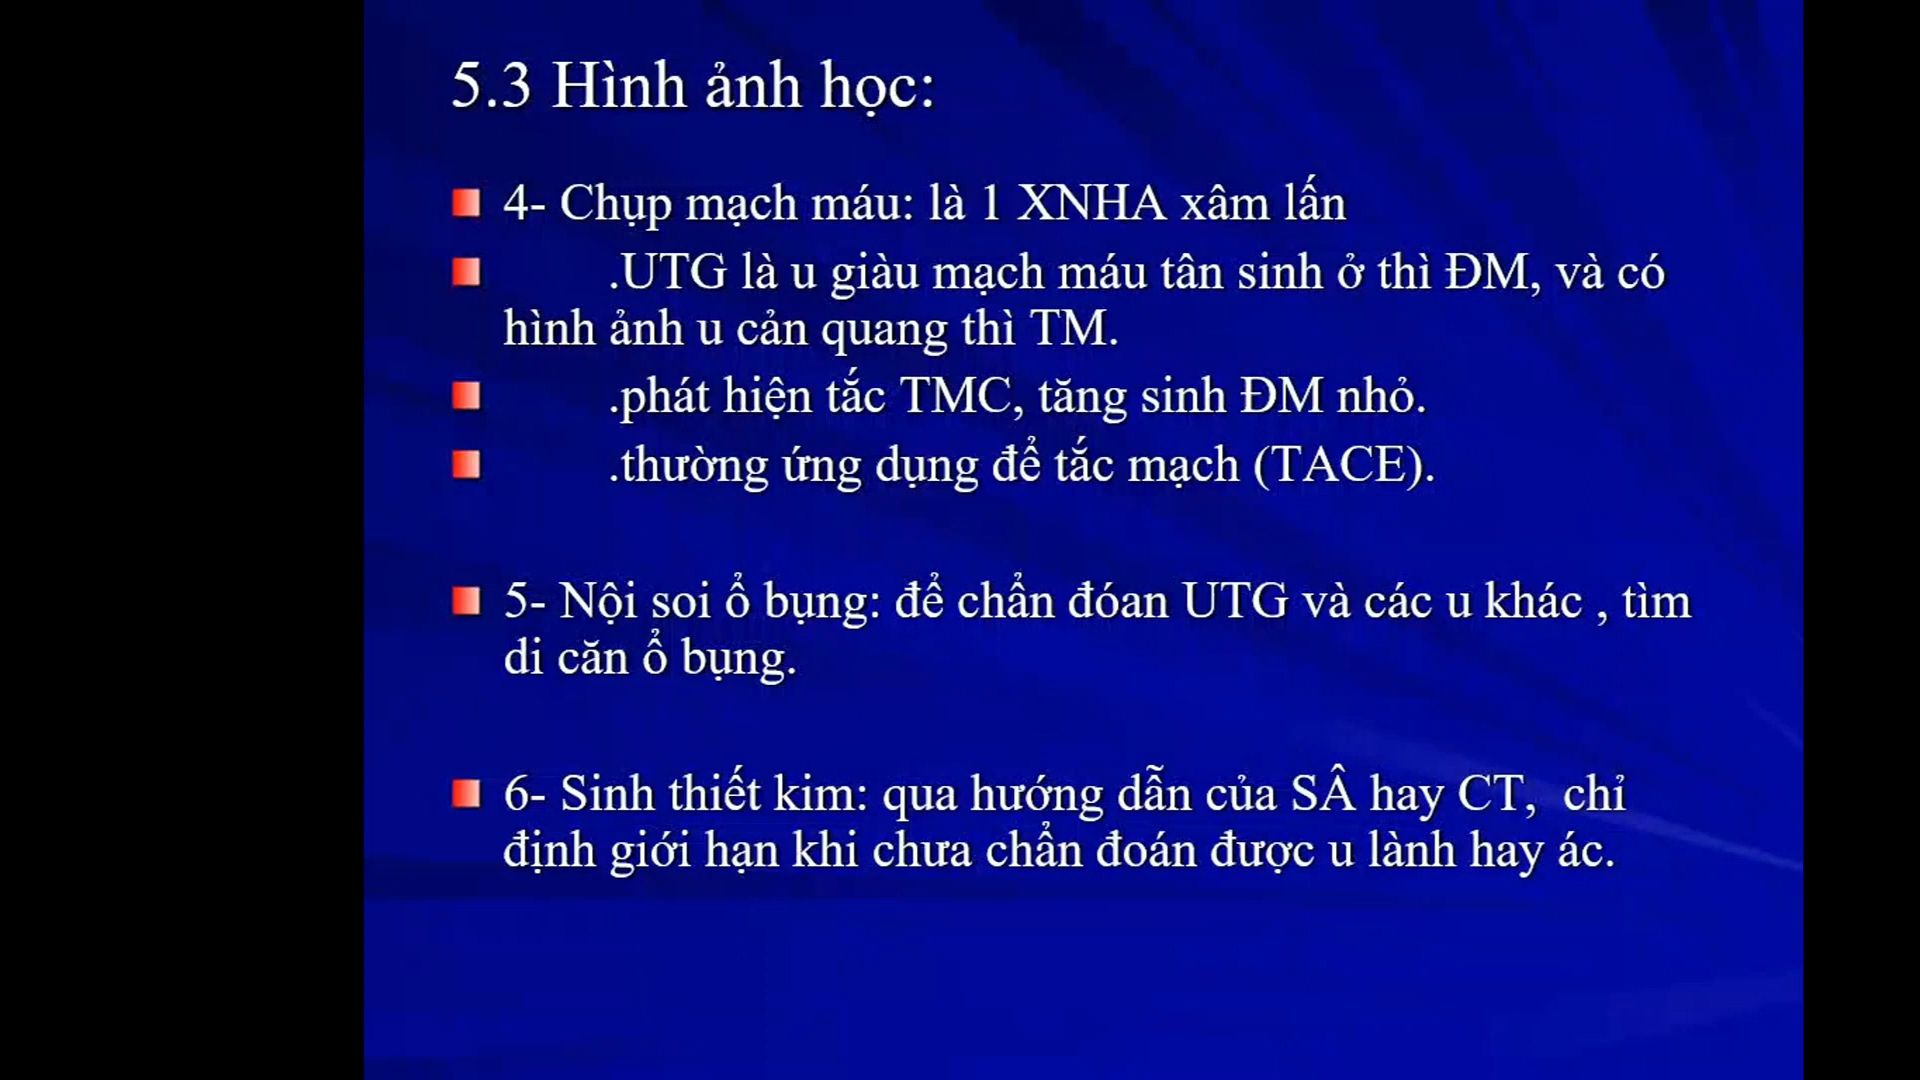 5.3 Hình ảnh học:
4- Chụp mạch máu: là 1 XNHA xâm lấn
.UTG là u giàu mạch máu tân sinh ở thì ĐM, và có
hình ảnh u cản quang thì TM.
.phát hiện tắc TMC, tăng sinh ĐM nhỏ.
.thường ứng dụng để tắc mạch (TACE).
5- Nội soi ổ bụng: để chẩn đóan UTG và các u khác , tìm
di căn ổ bụng.
6- Sinh thiết kim: qua hướng dẫn của SÂ hay CT,  chỉ
định giới hạn khi chưa chẩn đoán được u lành hay ác.